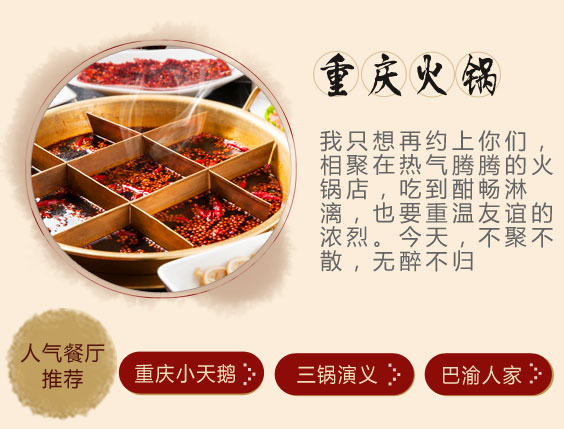 重庆火锅
我只想再约上你们，
相聚在热气腾腾的火
锅店，吃到酣畅淋
漓，也要重温友谊的
浓烈。今天，不聚不
散，无醉不归
人气餐厅
推荐
重庆小天鹅
三锅演义
巴渝人家